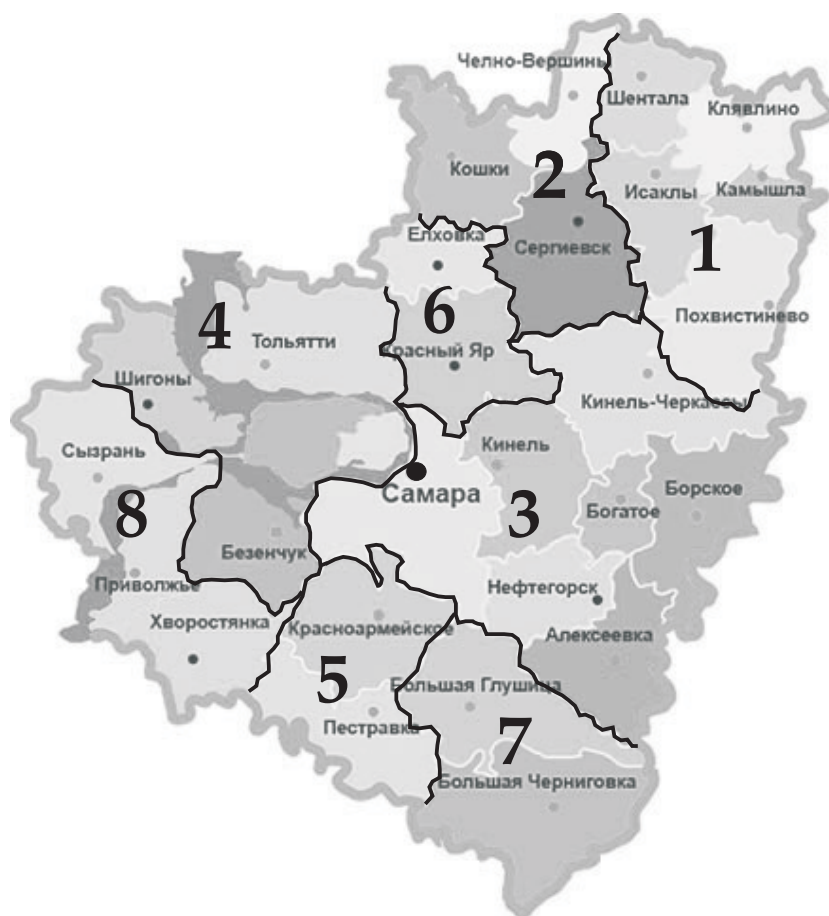 Челно-Вершины
Шентала
Клявлино
Кошки
2
Исаклы
Камышла
Елховка
Сергиевск
1
4
6
Похвистнево
Тольятти
Красный Яр
Шигоны
Кинель-Черкассы
Сызрань
Кинель
Самара
Борское
8
3
Богатое
Безенчук
Приволжье
Нефтегорск
Хворостянка
Красноармейское
Алексеевка
5
Большая Глушица
Пестравка
7
Большая Черниговка